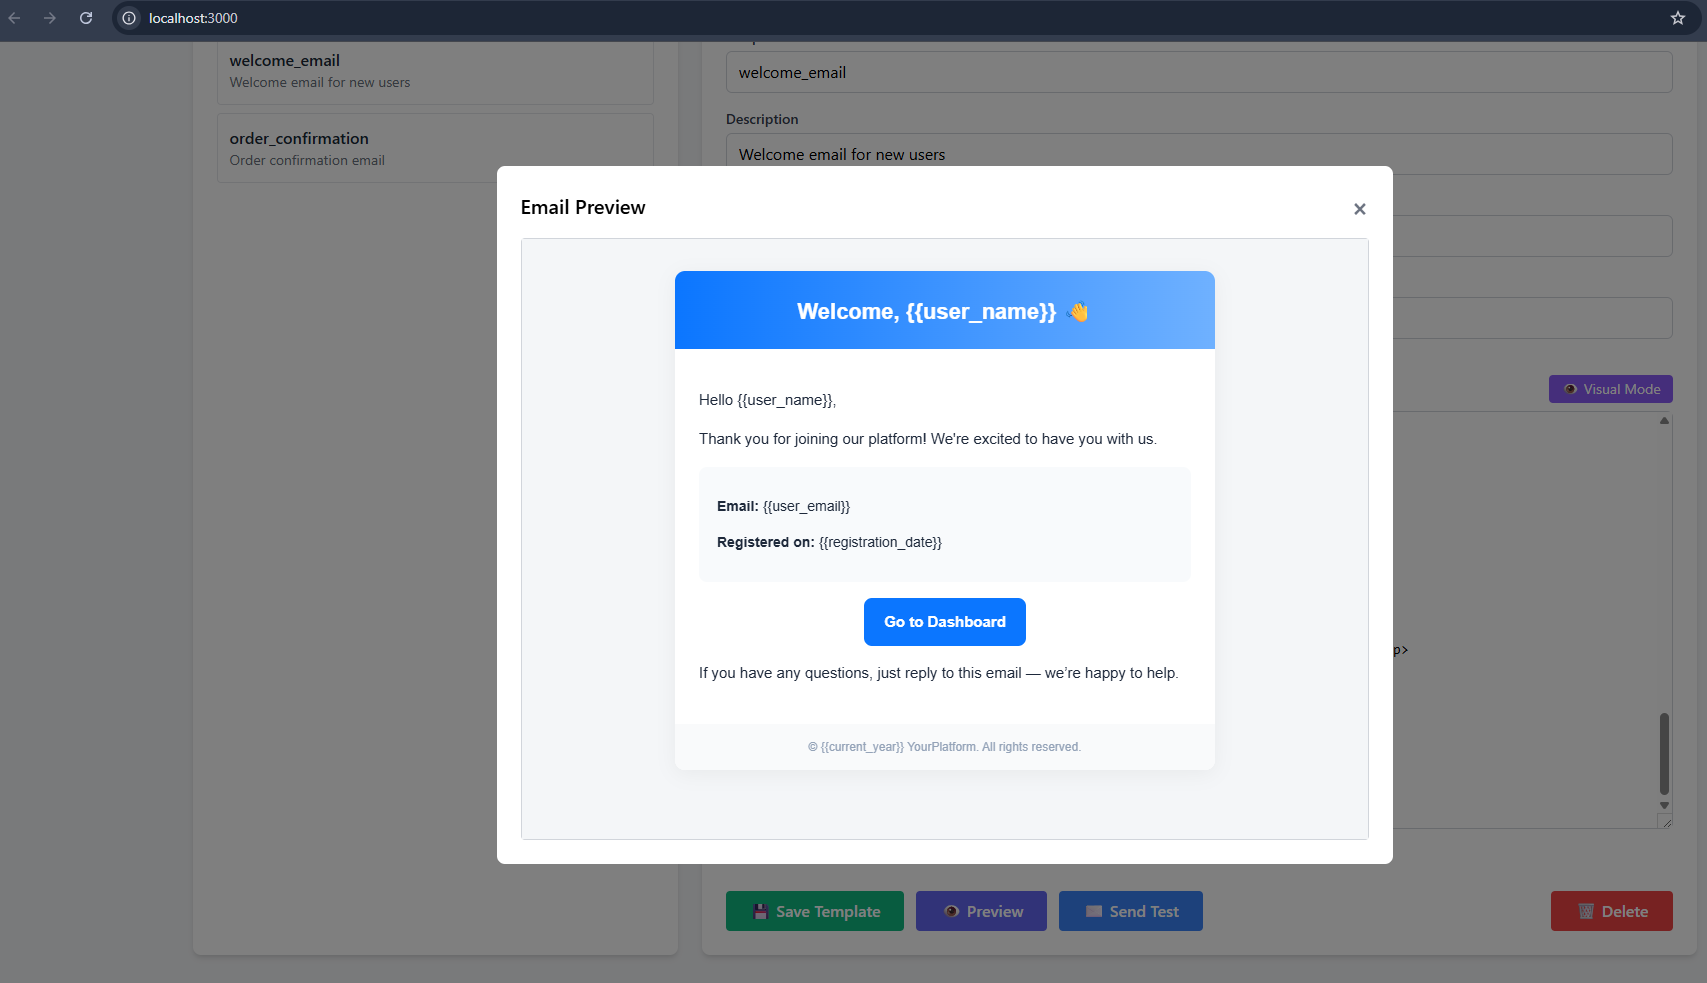 localhost:3000
welcome_email
Welcome email for new users
order_confirmation
Order confirmation email
welcome_email
Description
Welcome email for new users
Email Preview
×
Welcome, {{user_name}} 👋
Hello {{user_name}},
Thank you for joining our platform! We're excited to have you with us.
Email: {{user_email}}
Registered on: {{registration_date}}
Go to Dashboard
If you have any questions, just reply to this email — we’re happy to help.
© {{current_year}} YourPlatform. All rights reserved.
Visual Mode
p>
Save Template
Preview
Send Test
Delete